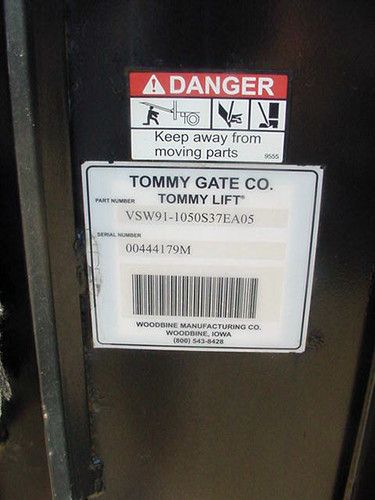 DANGER
Keep away from
moving parts
9555
TOMMY GATE CO.
TOMMY LIFT®
PART NUMBER
VSW91-1050S37EA05
SERIAL NUMBER
00444179M
WOODBINE MANUFACTURING CO.
WOODBINE, IOWA
(800) 543-8428